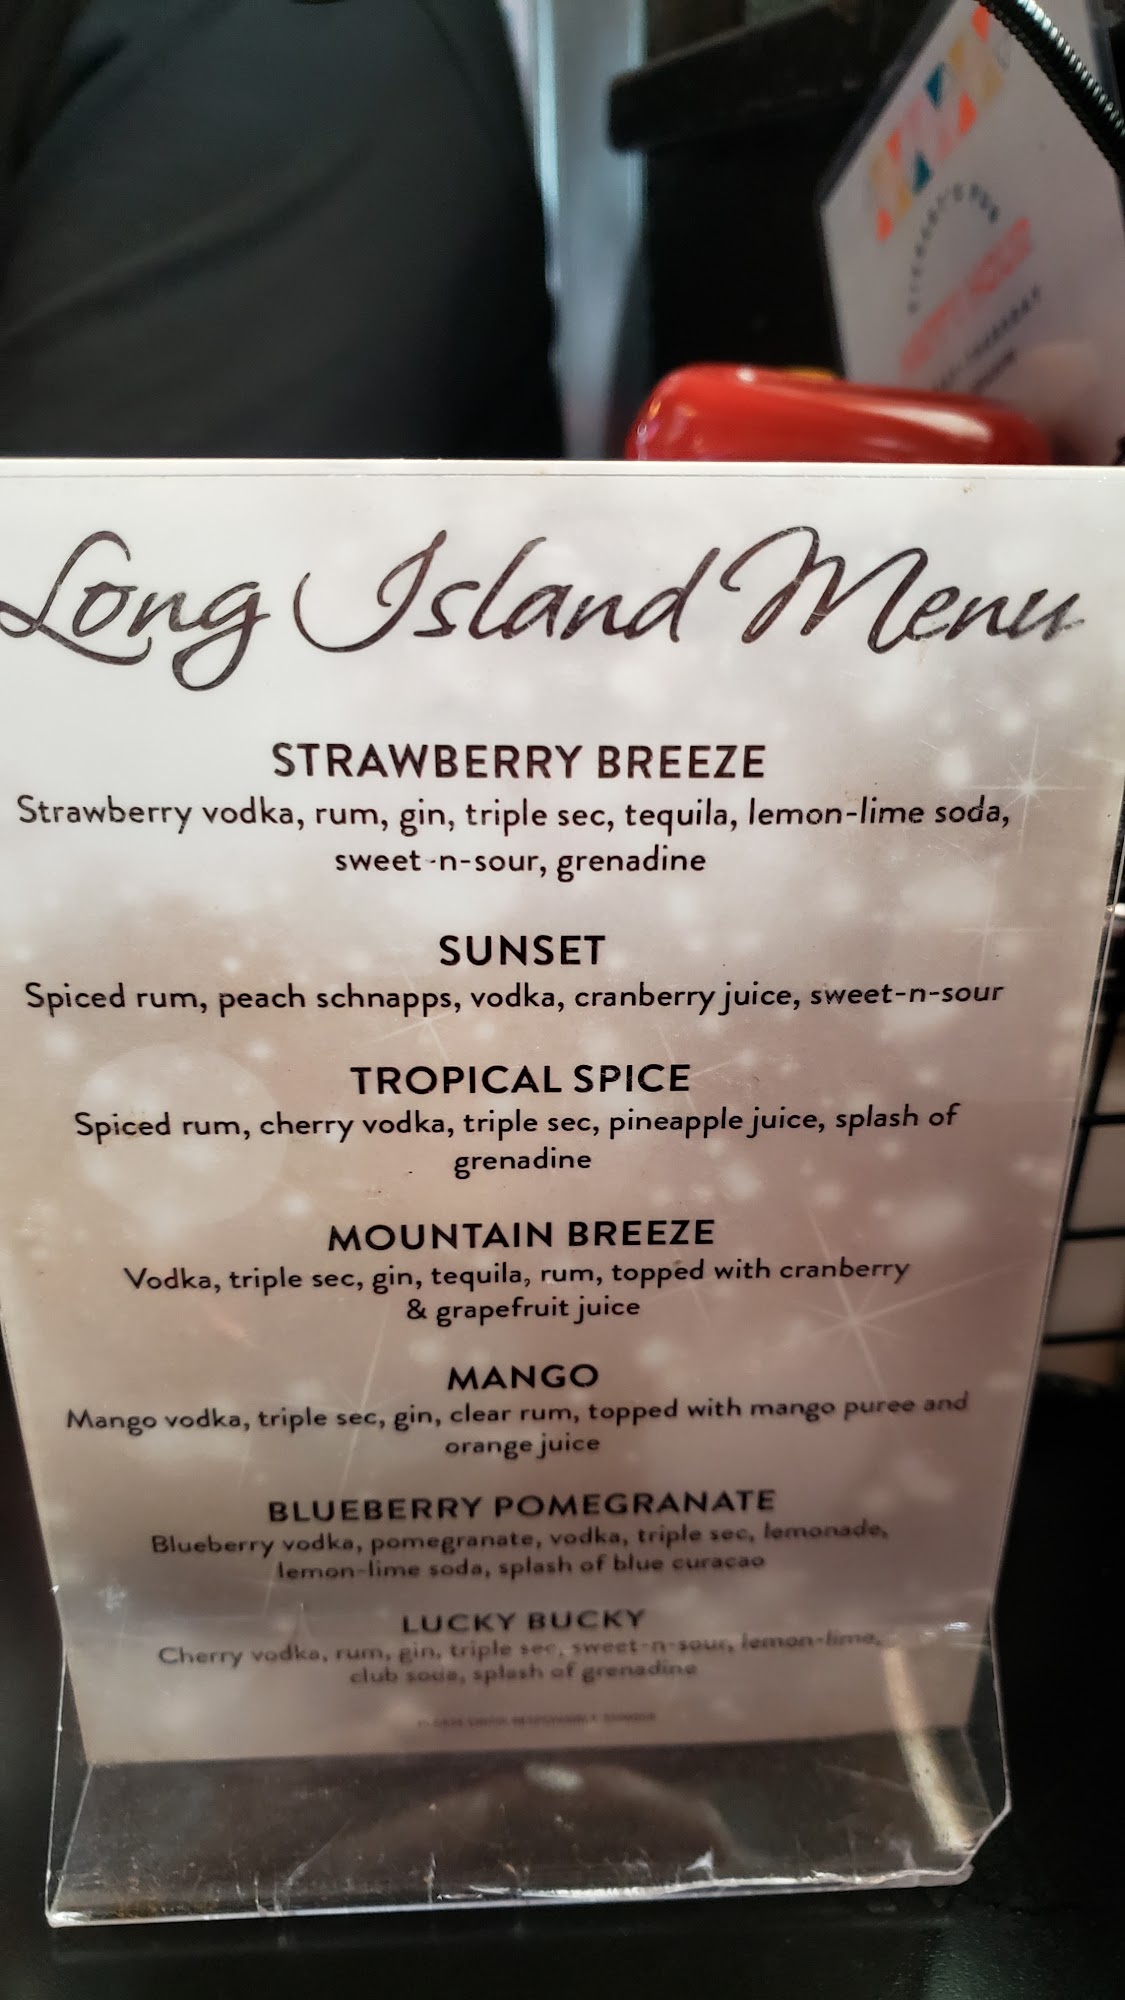 Long Island Menu
STRAWBERRY BREEZE
Strawberry vodka, rum, gin, triple sec, tequila, lemon-lime soda,
sweet-n-sour, grenadine
SUNSET
Spiced rum, peach schnapps, vodka, cranberry juice, sweet-n-sour
TROPICAL SPICE
Spiced rum, cherry vodka, triple sec, pineapple juice, splash of
grenadine
MOUNTAIN BREEZE
Vodka, triple sec, gin, tequila, rum, topped with cranberry
& grapefruit juice
MANGO
Mango vodka, triple sec, gin, clear rum, topped with mango puree and
orange juice
BLUEBERRY POMEGRANATE
Blueberry vodka, pomegranate, vodka, triple sec, lemonade,
lemon-lime soda, splash of blue curacao
LUCKY BUCKY
Cherry vodka, rum, gin, triple sec, sweet-n-sour, lemon-lime,
club soda, splash of grenadine